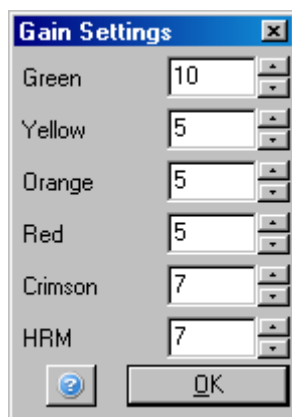 Gain Settings
Green 10
Yellow 5
Orange 5
Red 5
Crimson 7
HRM 7
? OK